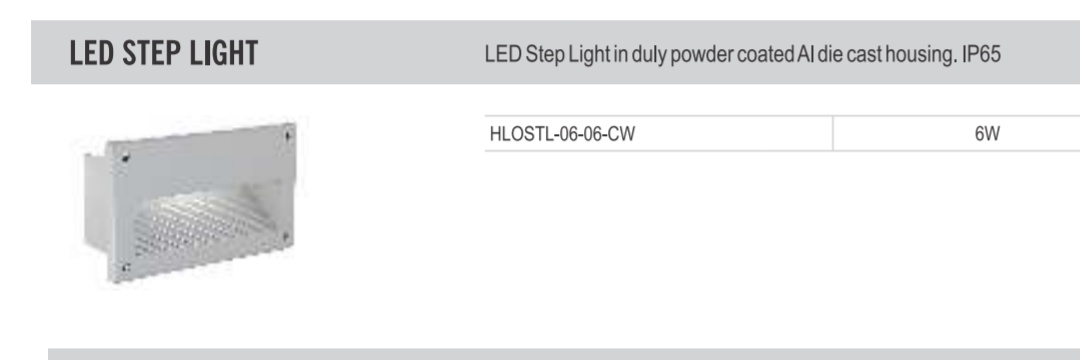 LED STEP LIGHT
LED Step Light in duly powder coated Al die cast housing. IP65
HLOSTL-06-06-CW 6W